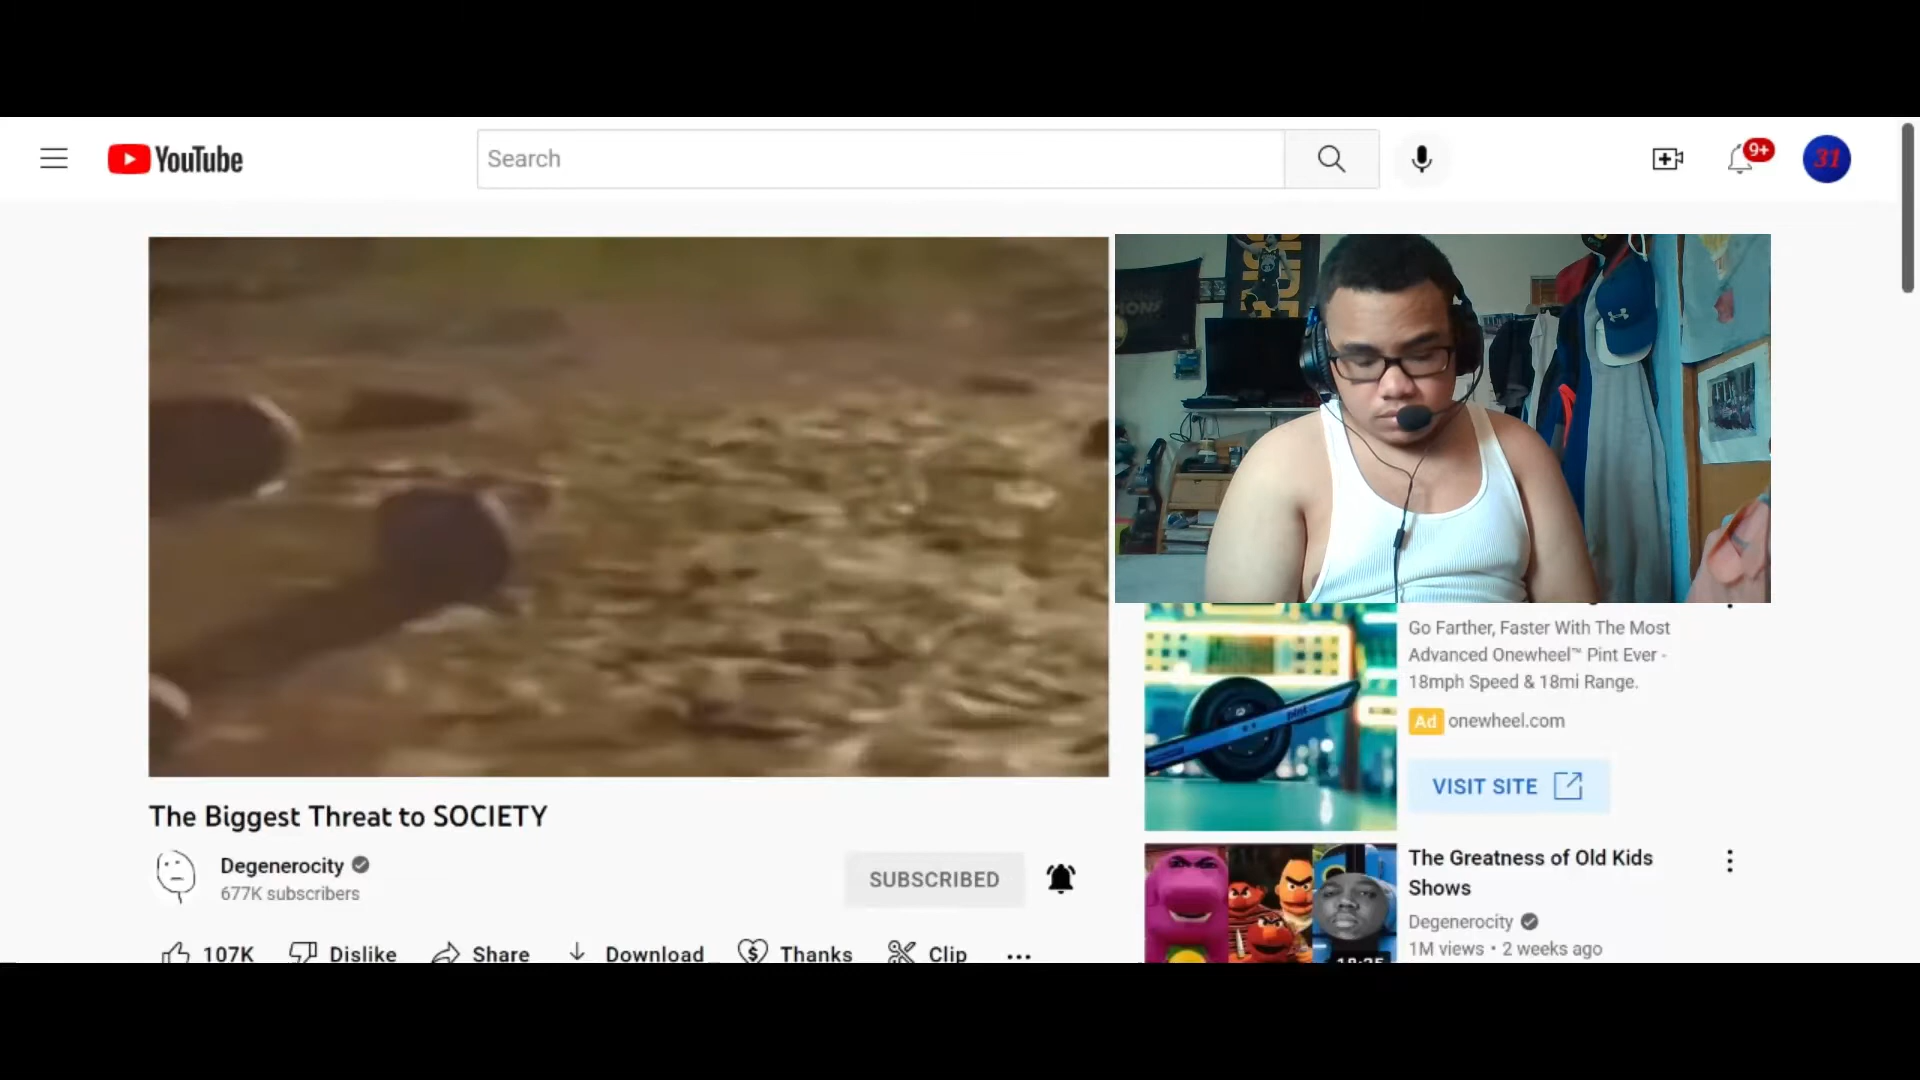 YouTube
Search
9+
31
The Biggest Threat to SOCIETY
Degenerocity
677K subscribers
SUBSCRIBED
107K
Dislike
Share
Download
Thanks
Clip
Go Farther, Faster With The Most
Advanced Onewheel™ Pint Ever -
18mph Speed & 18mi Range.
Ad onewheel.com
VISIT SITE
pint
The Greatness of Old Kids
Shows
Degenerocity
1M views • 2 weeks ago